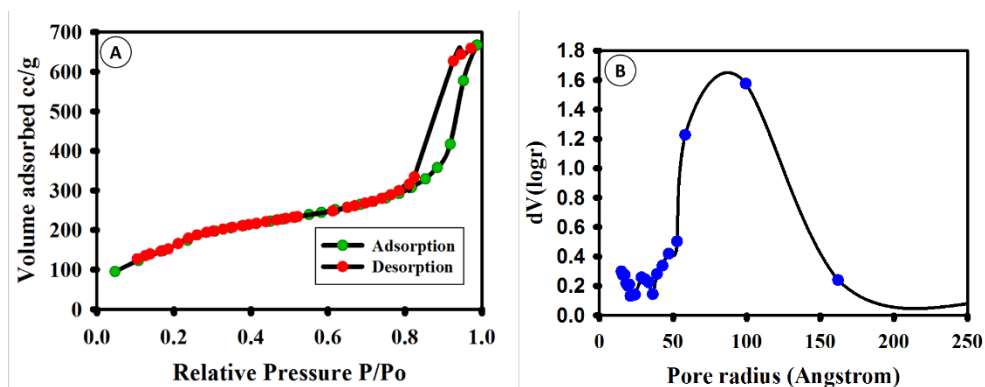 A
Volume adsorbed cc/g
700
600
500
400
300
200
100
0
Adsorption
Desorption
0.0 0.2 0.4 0.6 0.8 1.0
Relative Pressure P/Po
B
dV(logr)
1.8
1.6
1.4
1.2
1.0
0.8
0.6
0.4
0.2
0.0
0 50 100 150 200 250
Pore radius (Angstrom)